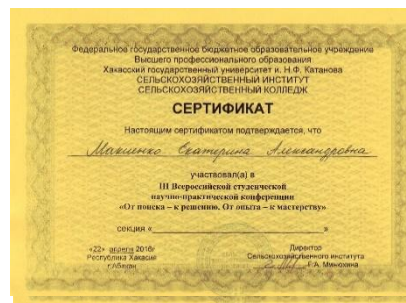 Федеральное государственное бюджетное образовательное учреждение
Высшего профессионального образования
Хакасский государственный университет и. Н.Ф. Катанова
СЕЛЬСКОХОЗЯЙСТВЕННЫЙ ИНСТИТУТ
СЕЛЬСКОХОЗЯЙСТВЕННЫЙ КОЛЛЕДЖ
СЕРТИФИКАТ
Настоящим сертификатом подтверждается, что
Екатерина Александровна
участвовал(а) в
III Всероссийской студенческой
научно-практической конференции
«От поиска – к решению. От опыта – к мастерству»
секция « »
«22» апреля 2016г Директор
Республика Хакасия Сельскохозяйственного института
г.Абакан